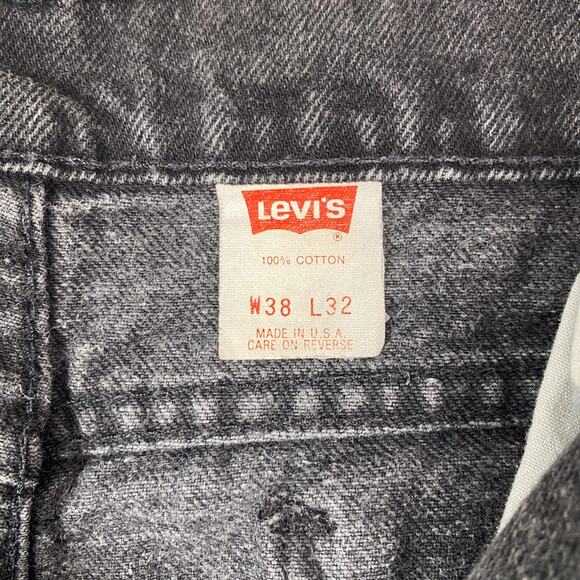 LEVI'S
®
100% COTTON
W38 L32
MADE IN U.S.A.
CARE ON REVERSE